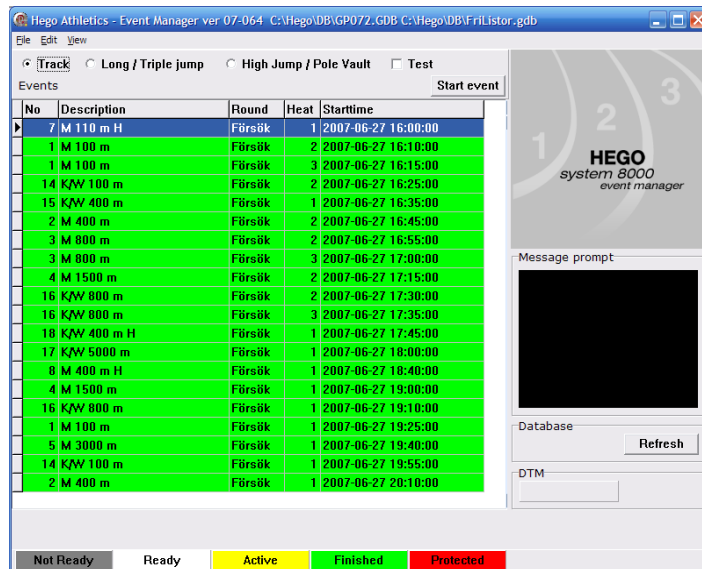 Hego Athletics - Event Manager ver 07-064 C:\Hego\DB\GP072.GDB C:\Hego\DB\FriListor.gdb
File Edit View
Track Long / Triple jump High Jump / Pole Vault Test
Events Start event
No Description Round Heat Starttime
7 M 110 m H Försök 1 2007-06-27 16:00:00
1 M 100 m Försök 2 2007-06-27 16:10:00
1 M 100 m Försök 3 2007-06-27 16:15:00
14 K/W 100 m Försök 2 2007-06-27 16:25:00
15 K/W 400 m Försök 1 2007-06-27 16:35:00
2 M 400 m Försök 2 2007-06-27 16:45:00
3 M 800 m Försök 2 2007-06-27 16:55:00
3 M 800 m Försök 3 2007-06-27 17:00:00
4 M 1500 m Försök 2 2007-06-27 17:15:00
16 K/W 800 m Försök 2 2007-06-27 17:30:00
16 K/W 800 m Försök 3 2007-06-27 17:35:00
18 K/W 400 m H Försök 1 2007-06-27 17:45:00
17 K/W 5000 m Försök 1 2007-06-27 18:00:00
8 M 400 m H Försök 1 2007-06-27 18:40:00
4 M 1500 m Försök 1 2007-06-27 19:00:00
16 K/W 800 m Försök 1 2007-06-27 19:10:00
1 M 100 m Försök 1 2007-06-27 19:25:00
5 M 3000 m Försök 1 2007-06-27 19:40:00
14 K/W 100 m Försök 1 2007-06-27 19:55:00
2 M 400 m Försök 1 2007-06-27 20:10:00
1 2 3
HEGO
system 8000
event manager
Message prompt
Database
Refresh
DTM
Not Ready Ready Active Finished Protected